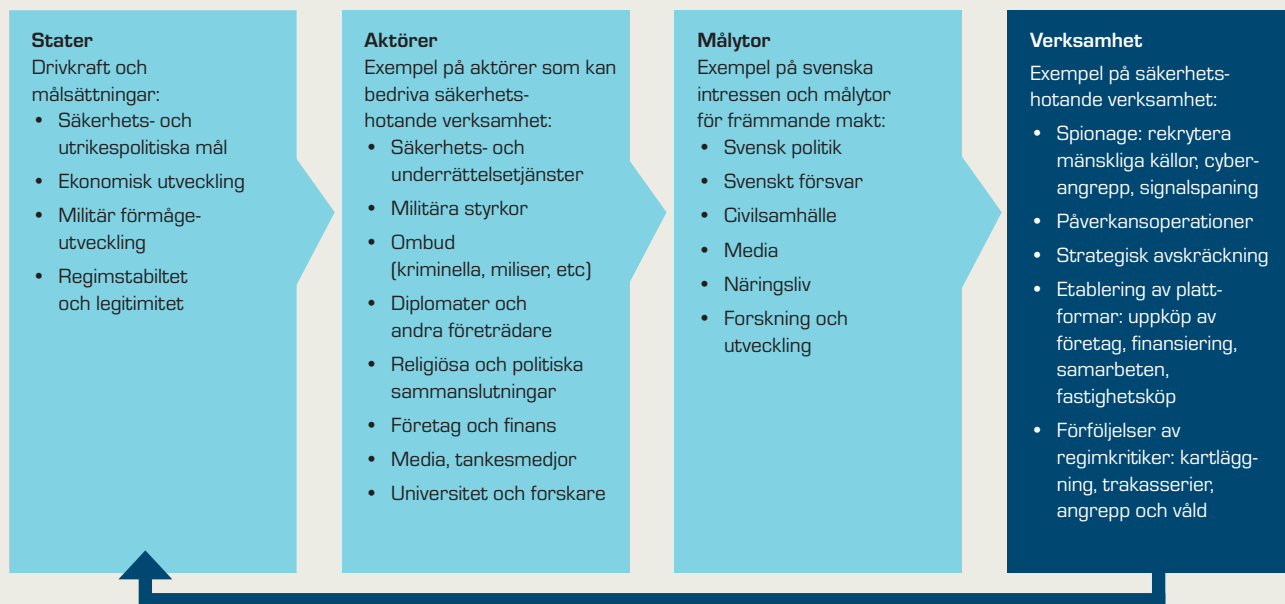 Stater
Drivkraft och
målsättningar:
• Säkerhets- och
utrikespolitiska mål
• Ekonomisk utveckling
• Militär förmåge-
utveckling
• Regimstabiltet
och legitimitet
Aktörer
Exempel på aktörer som kan
bedriva säkerhets-
hotande verksamhet:
• Säkerhets- och
underrättelsetjänster
• Militära styrkor
• Ombud
(kriminella, miliser, etc)
• Diplomater och
andra företrädare
• Religiösa och politiska
sammanslutningar
• Företag och finans
• Media, tankesmedjor
• Universitet och forskare
Målytor
Exempel på svenska
intressen och målytor
för främmande makt:
• Svensk politik
• Svenskt försvar
• Civilsamhälle
• Media
• Näringsliv
• Forskning och
utveckling
Verksamhet
Exempel på säkerhets-
hotande verksamhet:
• Spionage: rekrytera
mänskliga källor, cyber-
angrepp, signalspaning
• Påverkansoperationer
• Strategisk avskräckning
• Etablering av platt-
formar: uppköp av
företag, finansiering,
samarbeten,
fastighetsköp
• Förföljelser av
regimkritiker: kartlägg-
ning, trakasserier,
angrepp och våld